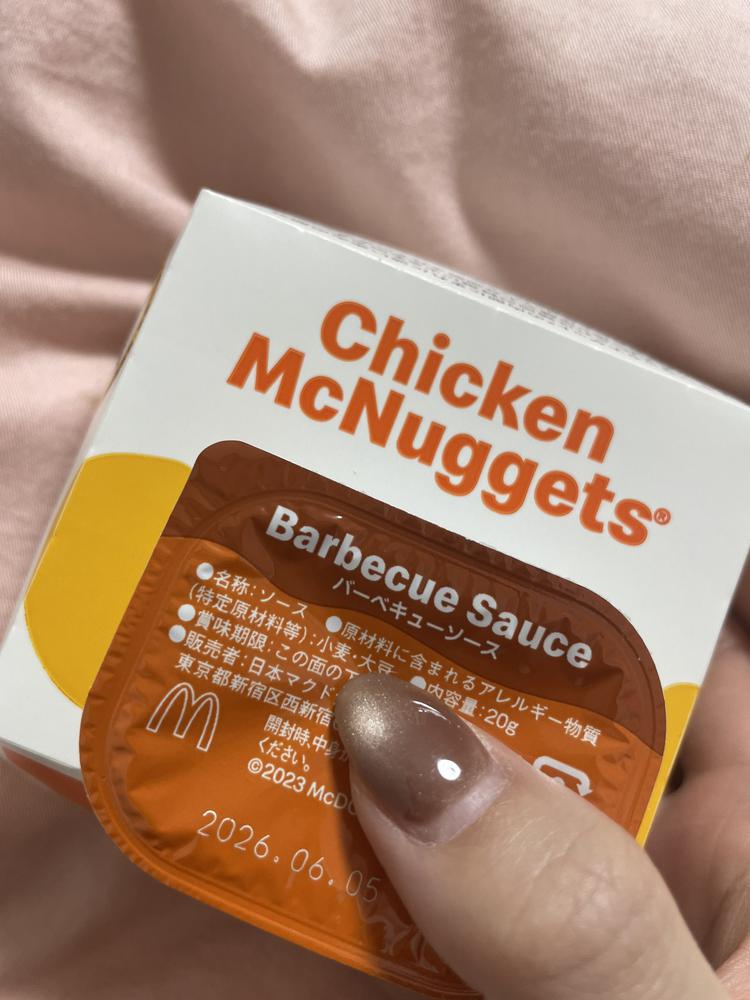 Chicken
McNuggets®
Barbecue Sauce
バーベキューソース
●名称:ソース ●原材料に含まれるアレルギー物質
(特定原材料等):小麦・大豆 ●内容量:20g
●賞味期限:この面の下
●販売者:日本マクド
東京都新宿区西新宿
開封時、中身が
ください。
©2023 McDO
2026.06.05